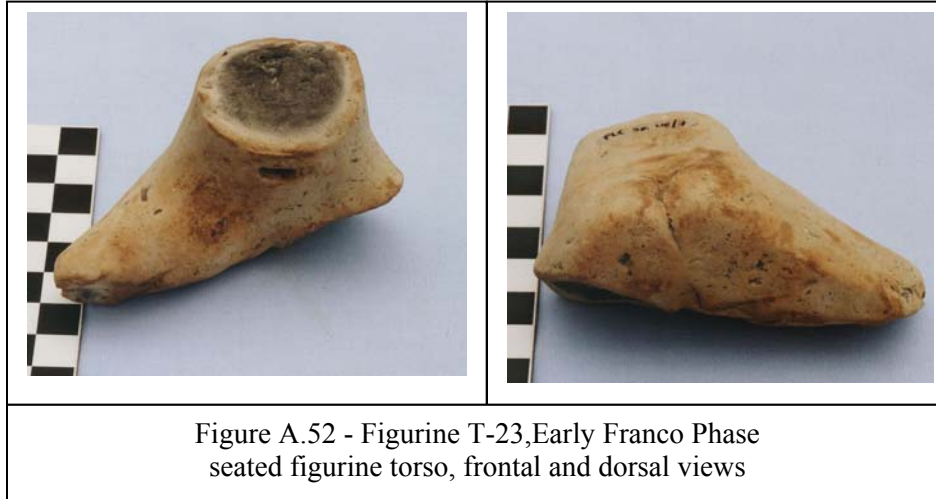 Figure A.52 - Figurine T-23,Early Franco Phase
seated figurine torso, frontal and dorsal views